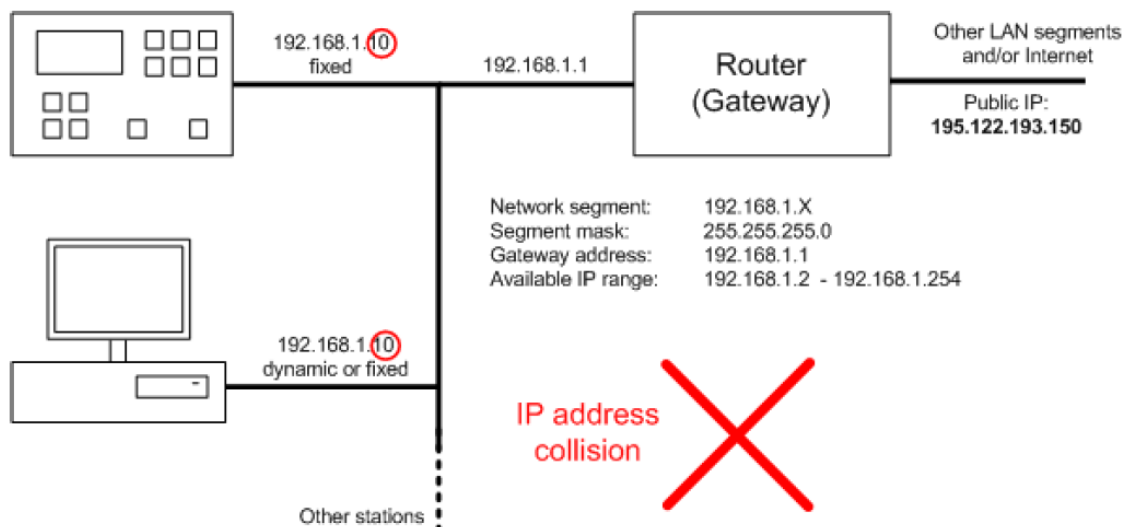 192.168.1.10
fixed
192.168.1.1
Router
(Gateway)
Other LAN segments
and/or Internet
Public IP:
195.122.193.150
Network segment: 192.168.1.X
Segment mask: 255.255.255.0
Gateway address: 192.168.1.1
Available IP range: 192.168.1.2 - 192.168.1.254
192.168.1.10
dynamic or fixed
IP address
collision
Other stations